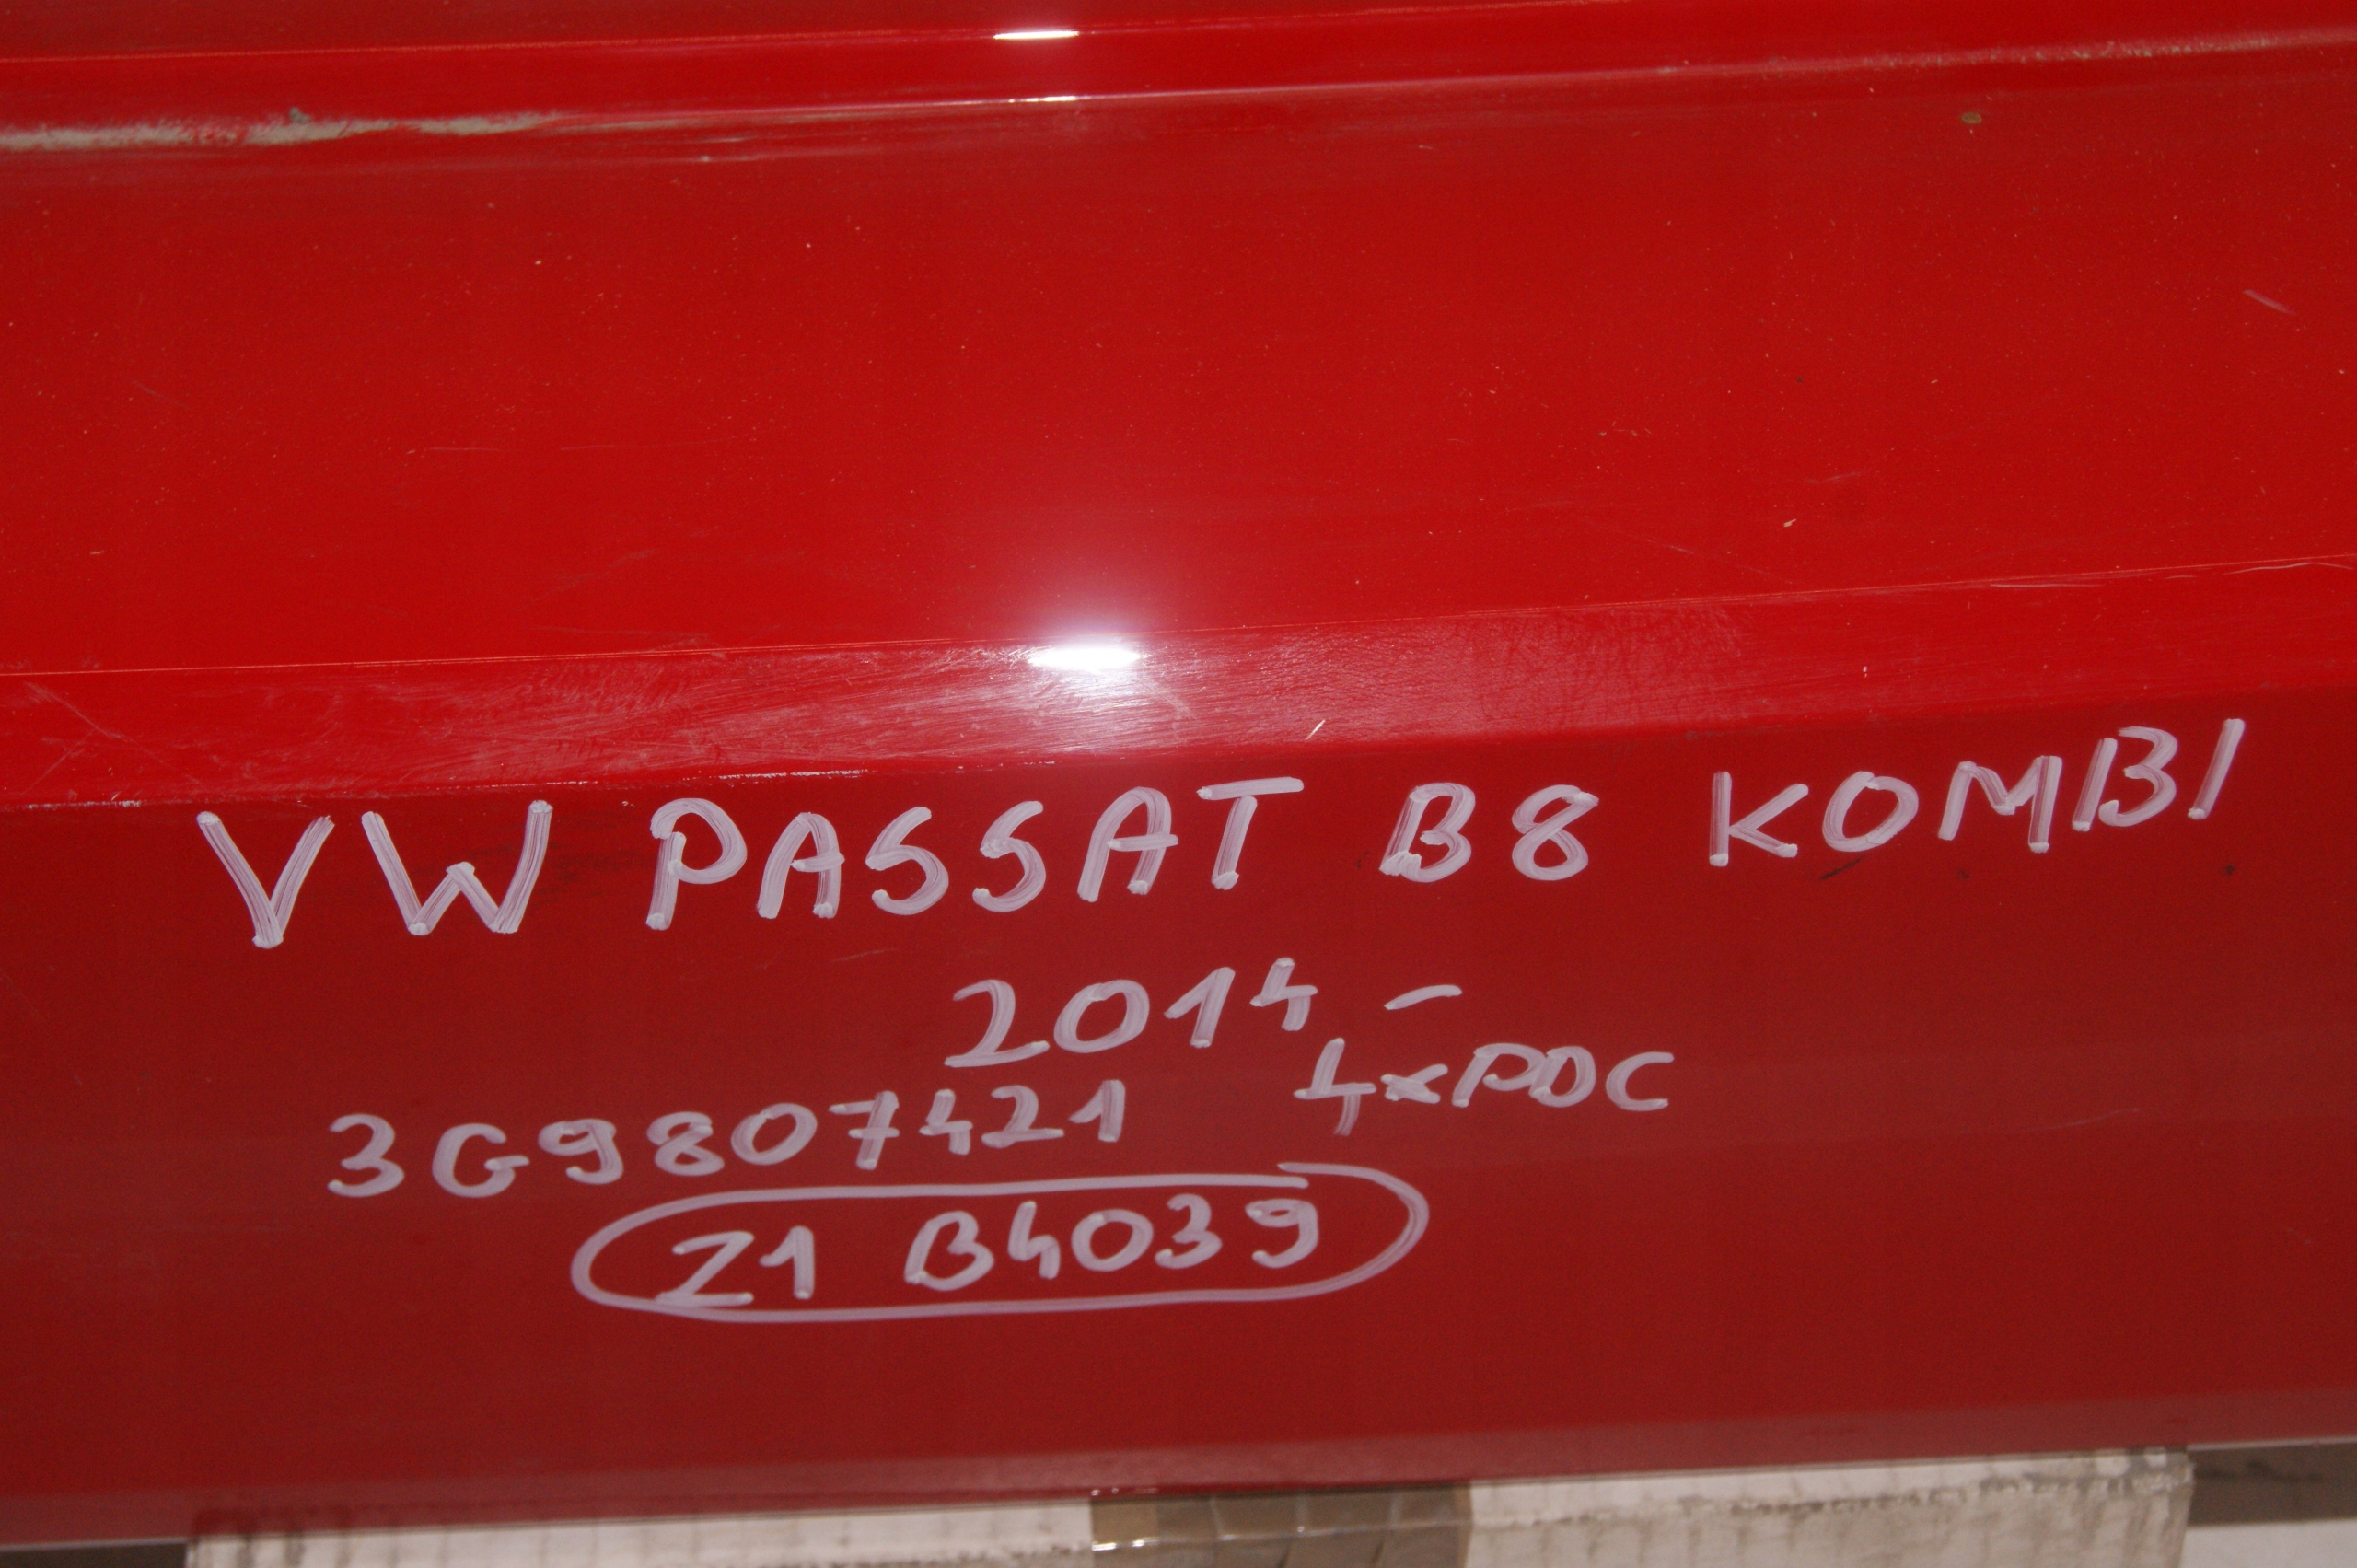 VW PASSAT B8 KOMBI
2014 -
3G9807421 4xPDC
Z1 B4039